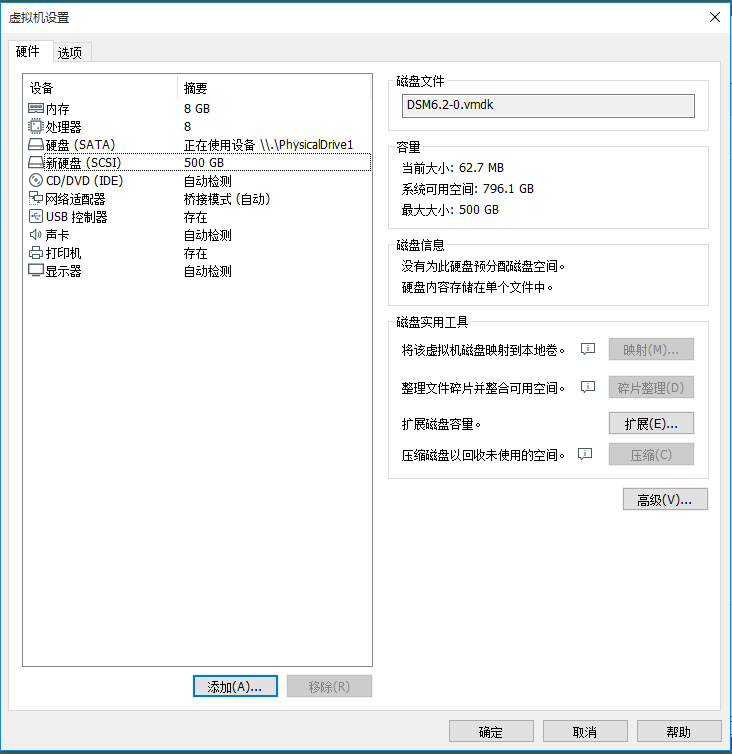 虚拟机设置
硬件 选项
设备 摘要
内存 8 GB
处理器 8
硬盘 (SATA) 正在使用设备 \\.\PhysicalDrive1
新硬盘 (SCSI) 500 GB
CD/DVD (IDE) 自动检测
网络适配器 桥接模式 (自动)
USB 控制器 存在
声卡 自动检测
打印机 存在
显示器 自动检测
添加(A)... 移除(R)
磁盘文件
DSM6.2-0.vmdk
容量
当前大小: 62.7 MB
系统可用空间: 796.1 GB
最大大小: 500 GB
磁盘信息
没有为此硬盘预分配磁盘空间。
硬盘内容存储在单个文件中。
磁盘实用工具
将该虚拟机磁盘映射到本地卷。 映射(M)...
整理文件碎片并整合可用空间。 碎片整理(D)
扩展磁盘容量。 扩展(E)...
压缩磁盘以回收未使用的空间。 压缩(C)
高级(V)...
确定 取消 帮助